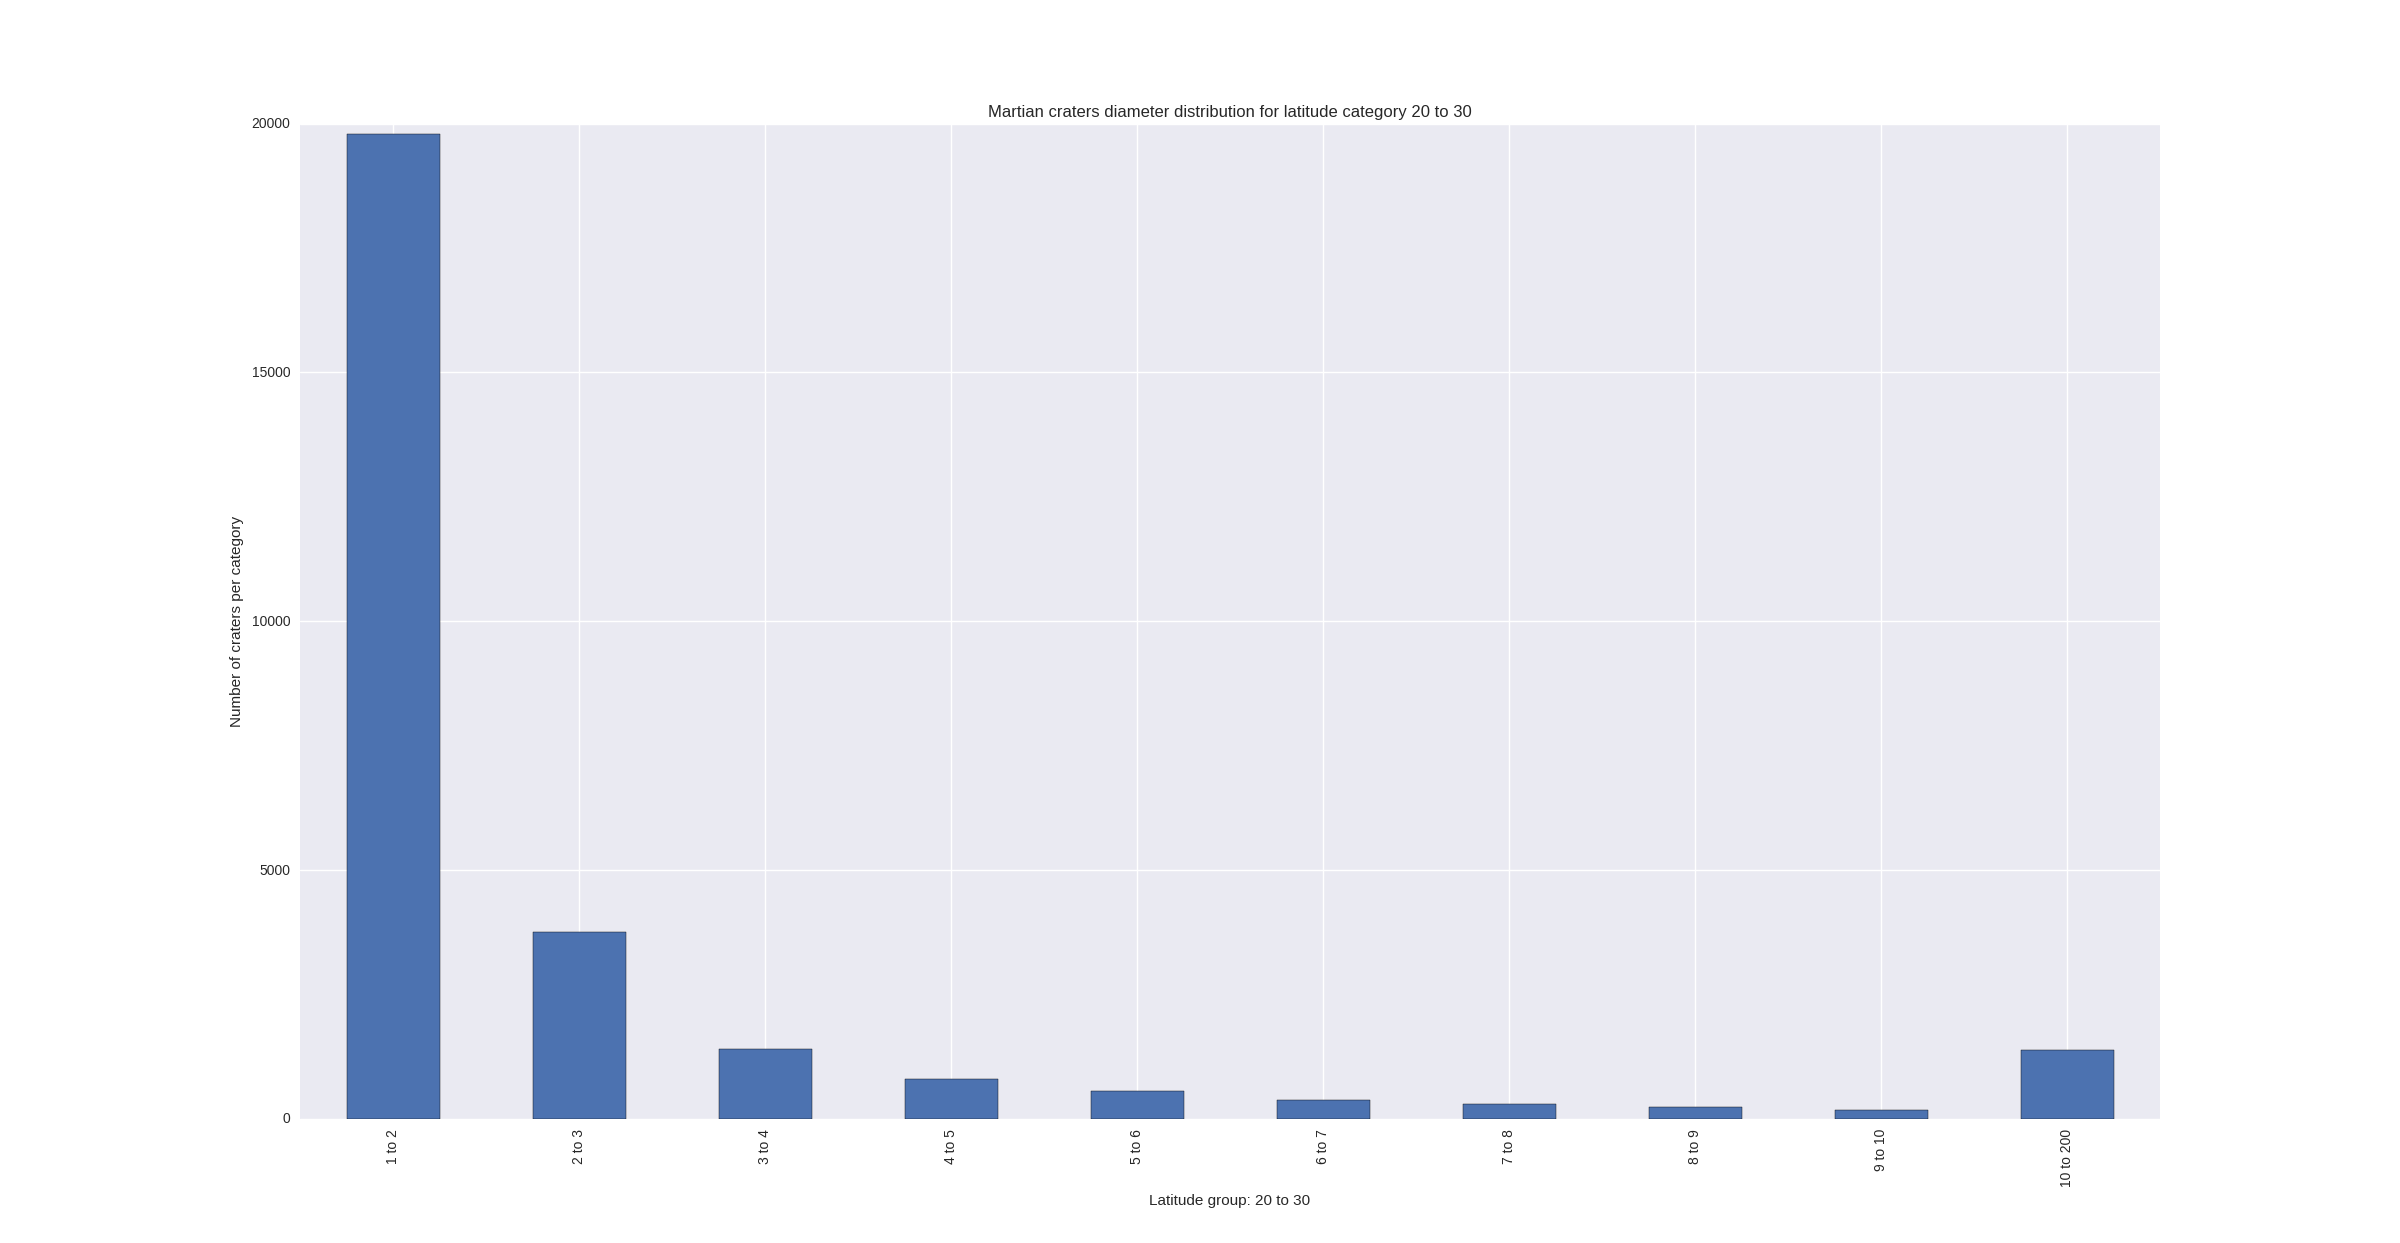 Martian craters diameter distribution for latitude category 20 to 30
20000
15000
10000
5000
0
Number of craters per category
1 to 2
2 to 3
3 to 4
4 to 5
5 to 6
6 to 7
7 to 8
8 to 9
9 to 10
10 to 200
Latitude group: 20 to 30